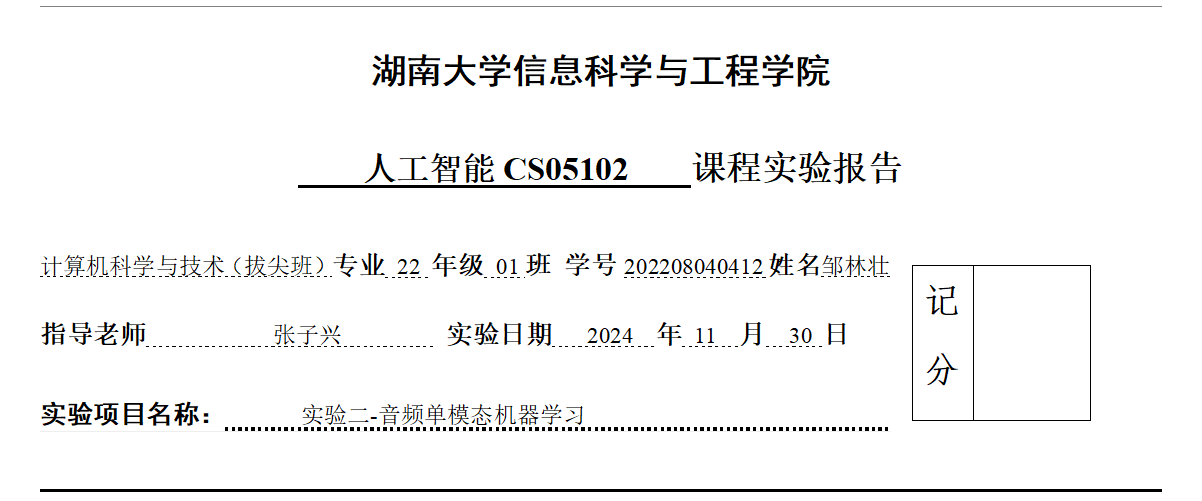 湖南大学信息科学与工程学院
人工智能 CS05102 课程实验报告
计算机科学与技术（拔尖班）专业 22 年级 01 班 学号 202208040412 姓名 邹林壮
指导老师 张子兴 实验日期 2024 年 11 月 30 日
实验项目名称： 实验二-音频单模态机器学习
记
分